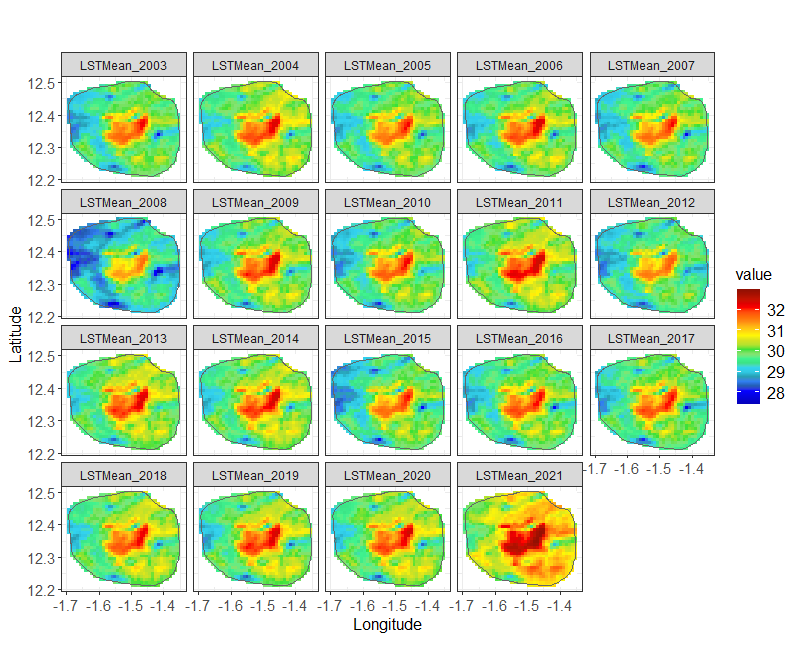 LSTMean_2003 LSTMean_2004 LSTMean_2005 LSTMean_2006 LSTMean_2007
12.5
12.4
12.3
12.2
LSTMean_2008 LSTMean_2009 LSTMean_2010 LSTMean_2011 LSTMean_2012
12.5
12.4
12.3
12.2
value
32
31
30
29
28
Latitude
LSTMean_2013 LSTMean_2014 LSTMean_2015 LSTMean_2016 LSTMean_2017
12.5
12.4
12.3
12.2
-1.7 -1.6 -1.5 -1.4
LSTMean_2018 LSTMean_2019 LSTMean_2020 LSTMean_2021
12.5
12.4
12.3
12.2
-1.7 -1.6 -1.5 -1.4 -1.7 -1.6 -1.5 -1.4 -1.7 -1.6 -1.5 -1.4 -1.7 -1.6 -1.5 -1.4
Longitude